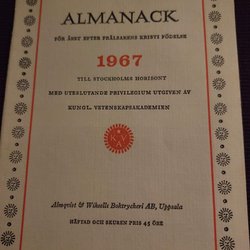 ALMANACK
FÖR ÅRET EFTER FRÄLSARENS KRISTI FÖDELSE
1967
TILL STOCKHOLMS HORISONT
MED UTESLUTANDE PRIVILEGIUM UTGIVEN AV
KUNGL. VETENSKAPSAKADEMIEN
Almqvist & Wiksells Boktryckeri AB, Uppsala
HÄFTAD OCH SKUREN PRIS 45 ÖRE